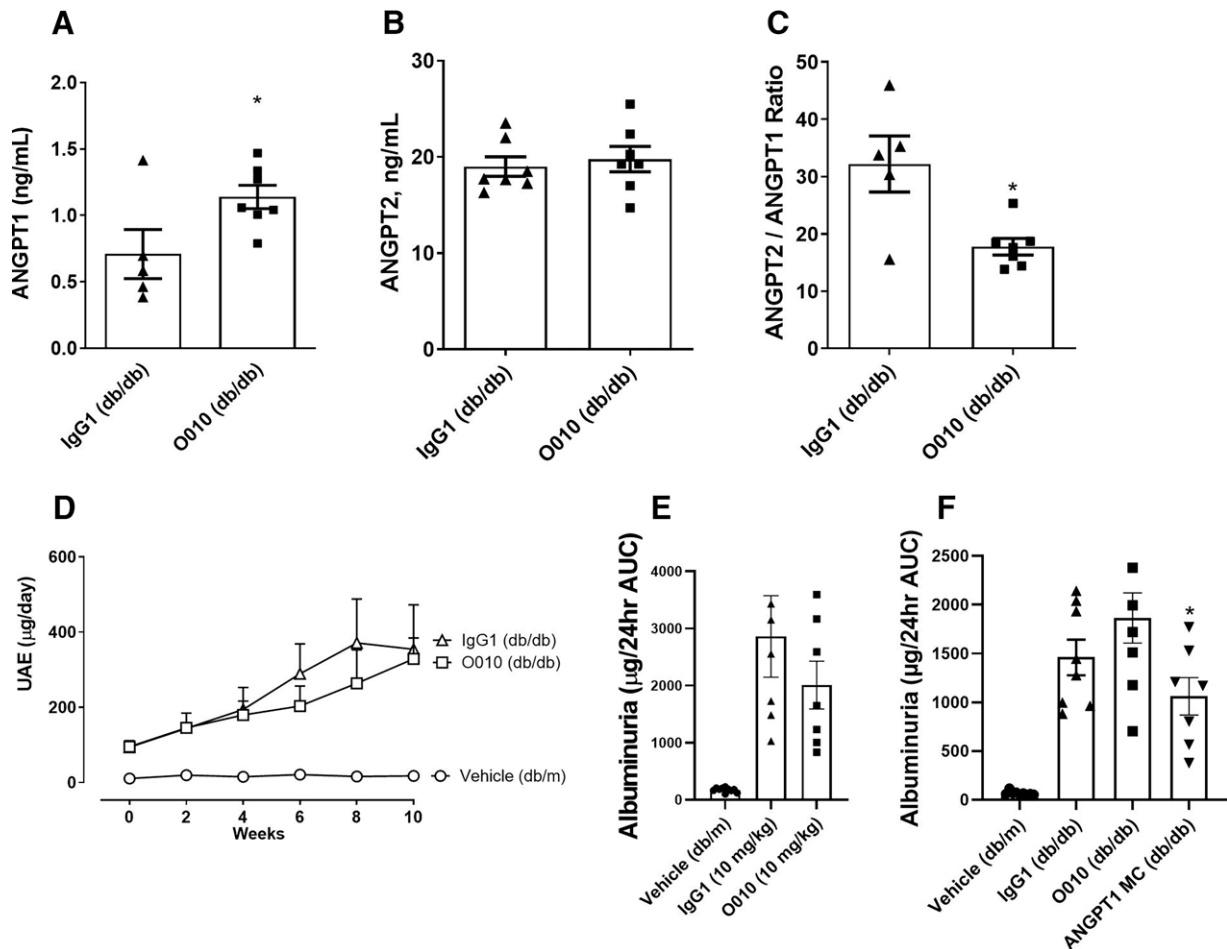 A
ANGPT1 (ng/mL)
2.0
1.5
1.0
0.5
0.0
*
IgG1 (db/db)
O010 (db/db)
B
ANGPT2, ng/mL
30
20
10
0
IgG1 (db/db)
O010 (db/db)
C
ANGPT2 / ANGPT1 Ratio
50
40
30
20
10
0
*
IgG1 (db/db)
O010 (db/db)
D
UAE (µg/day)
600
400
200
0
0 2 4 6 8 10
Weeks
IgG1 (db/db)
O010 (db/db)
Vehicle (db/m)
E
Albuminuria (µg/24hr AUC)
4000
3000
2000
1000
0
Vehicle (db/m)
IgG1 (10 mg/kg)
O010 (10 mg/kg)
F
Albuminuria (µg/24hr AUC)
2500
2000
1500
1000
500
0
*
Vehicle (db/m)
IgG1 (db/db)
O010 (db/db)
ANGPT1 MC (db/db)